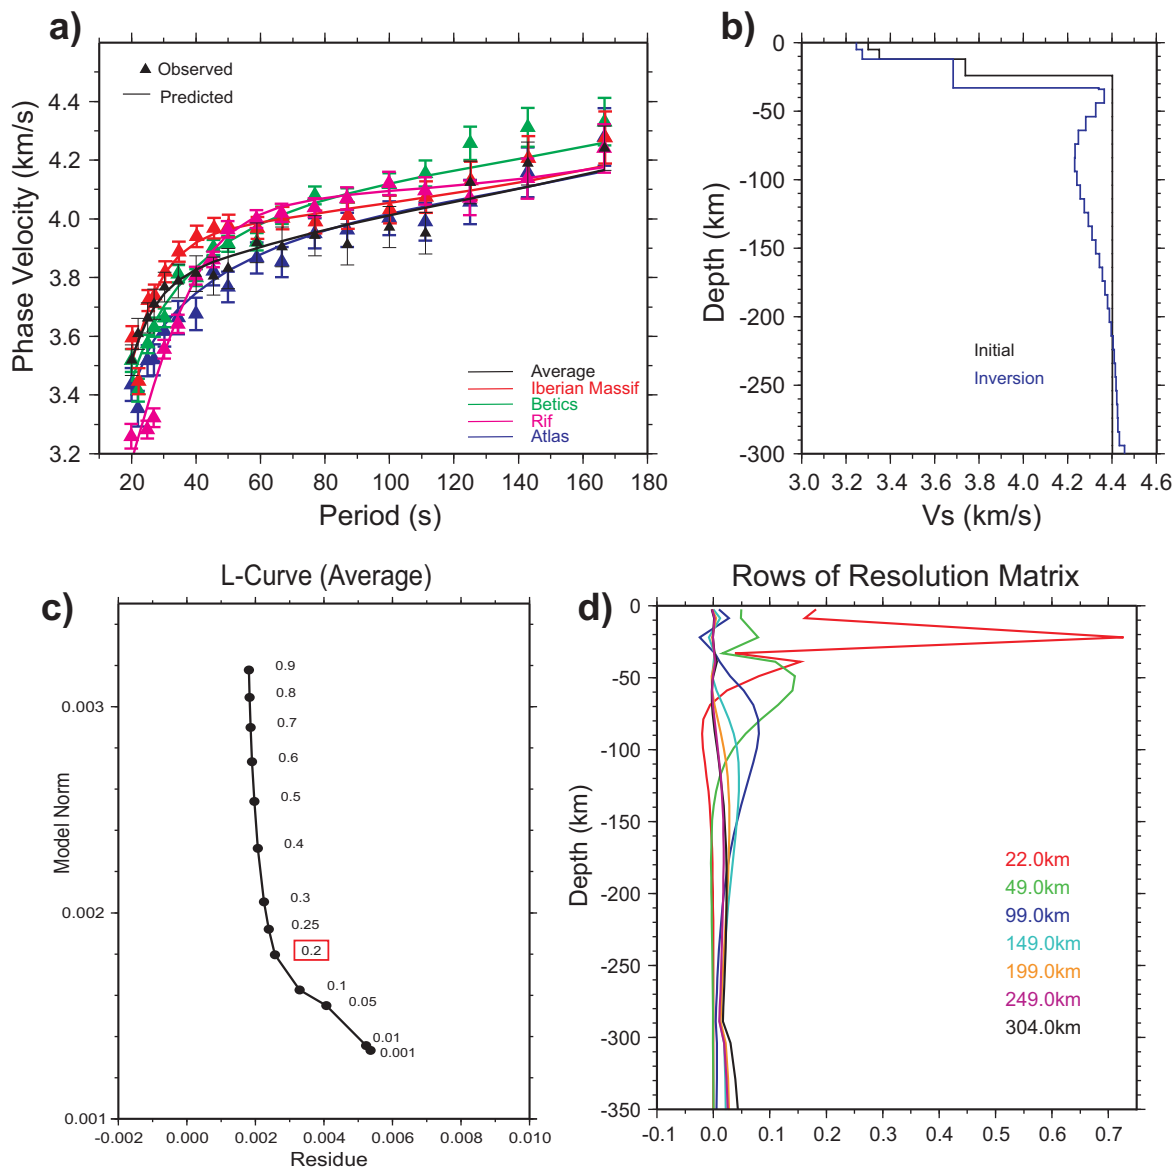 a)
Observed
Predicted
4.4
4.2
4.0
3.8
3.6
3.4
3.2
Phase Velocity (km/s)
Average
Iberian Massif
Betics
Rif
Atlas
20 40 60 80 100 120 140 160 180
Period (s)
b)
0
-50
-100
-150
-200
-250
-300
Depth (km)
Initial
Inversion
3.0 3.2 3.4 3.6 3.8 4.0 4.2 4.4 4.6
Vs (km/s)
L-Curve (Average)
c)
0.003
0.002
0.001
Model Norm
0.9
0.8
0.7
0.6
0.5
0.4
0.3
0.25
0.2
0.1
0.05
0.01
0.001
-0.002 0.000 0.002 0.004 0.006 0.008 0.010
Residue
Rows of Resolution Matrix
d)
0
-50
-100
-150
-200
-250
-300
-350
Depth (km)
22.0km
49.0km
99.0km
149.0km
199.0km
249.0km
304.0km
-0.1 0.0 0.1 0.2 0.3 0.4 0.5 0.6 0.7